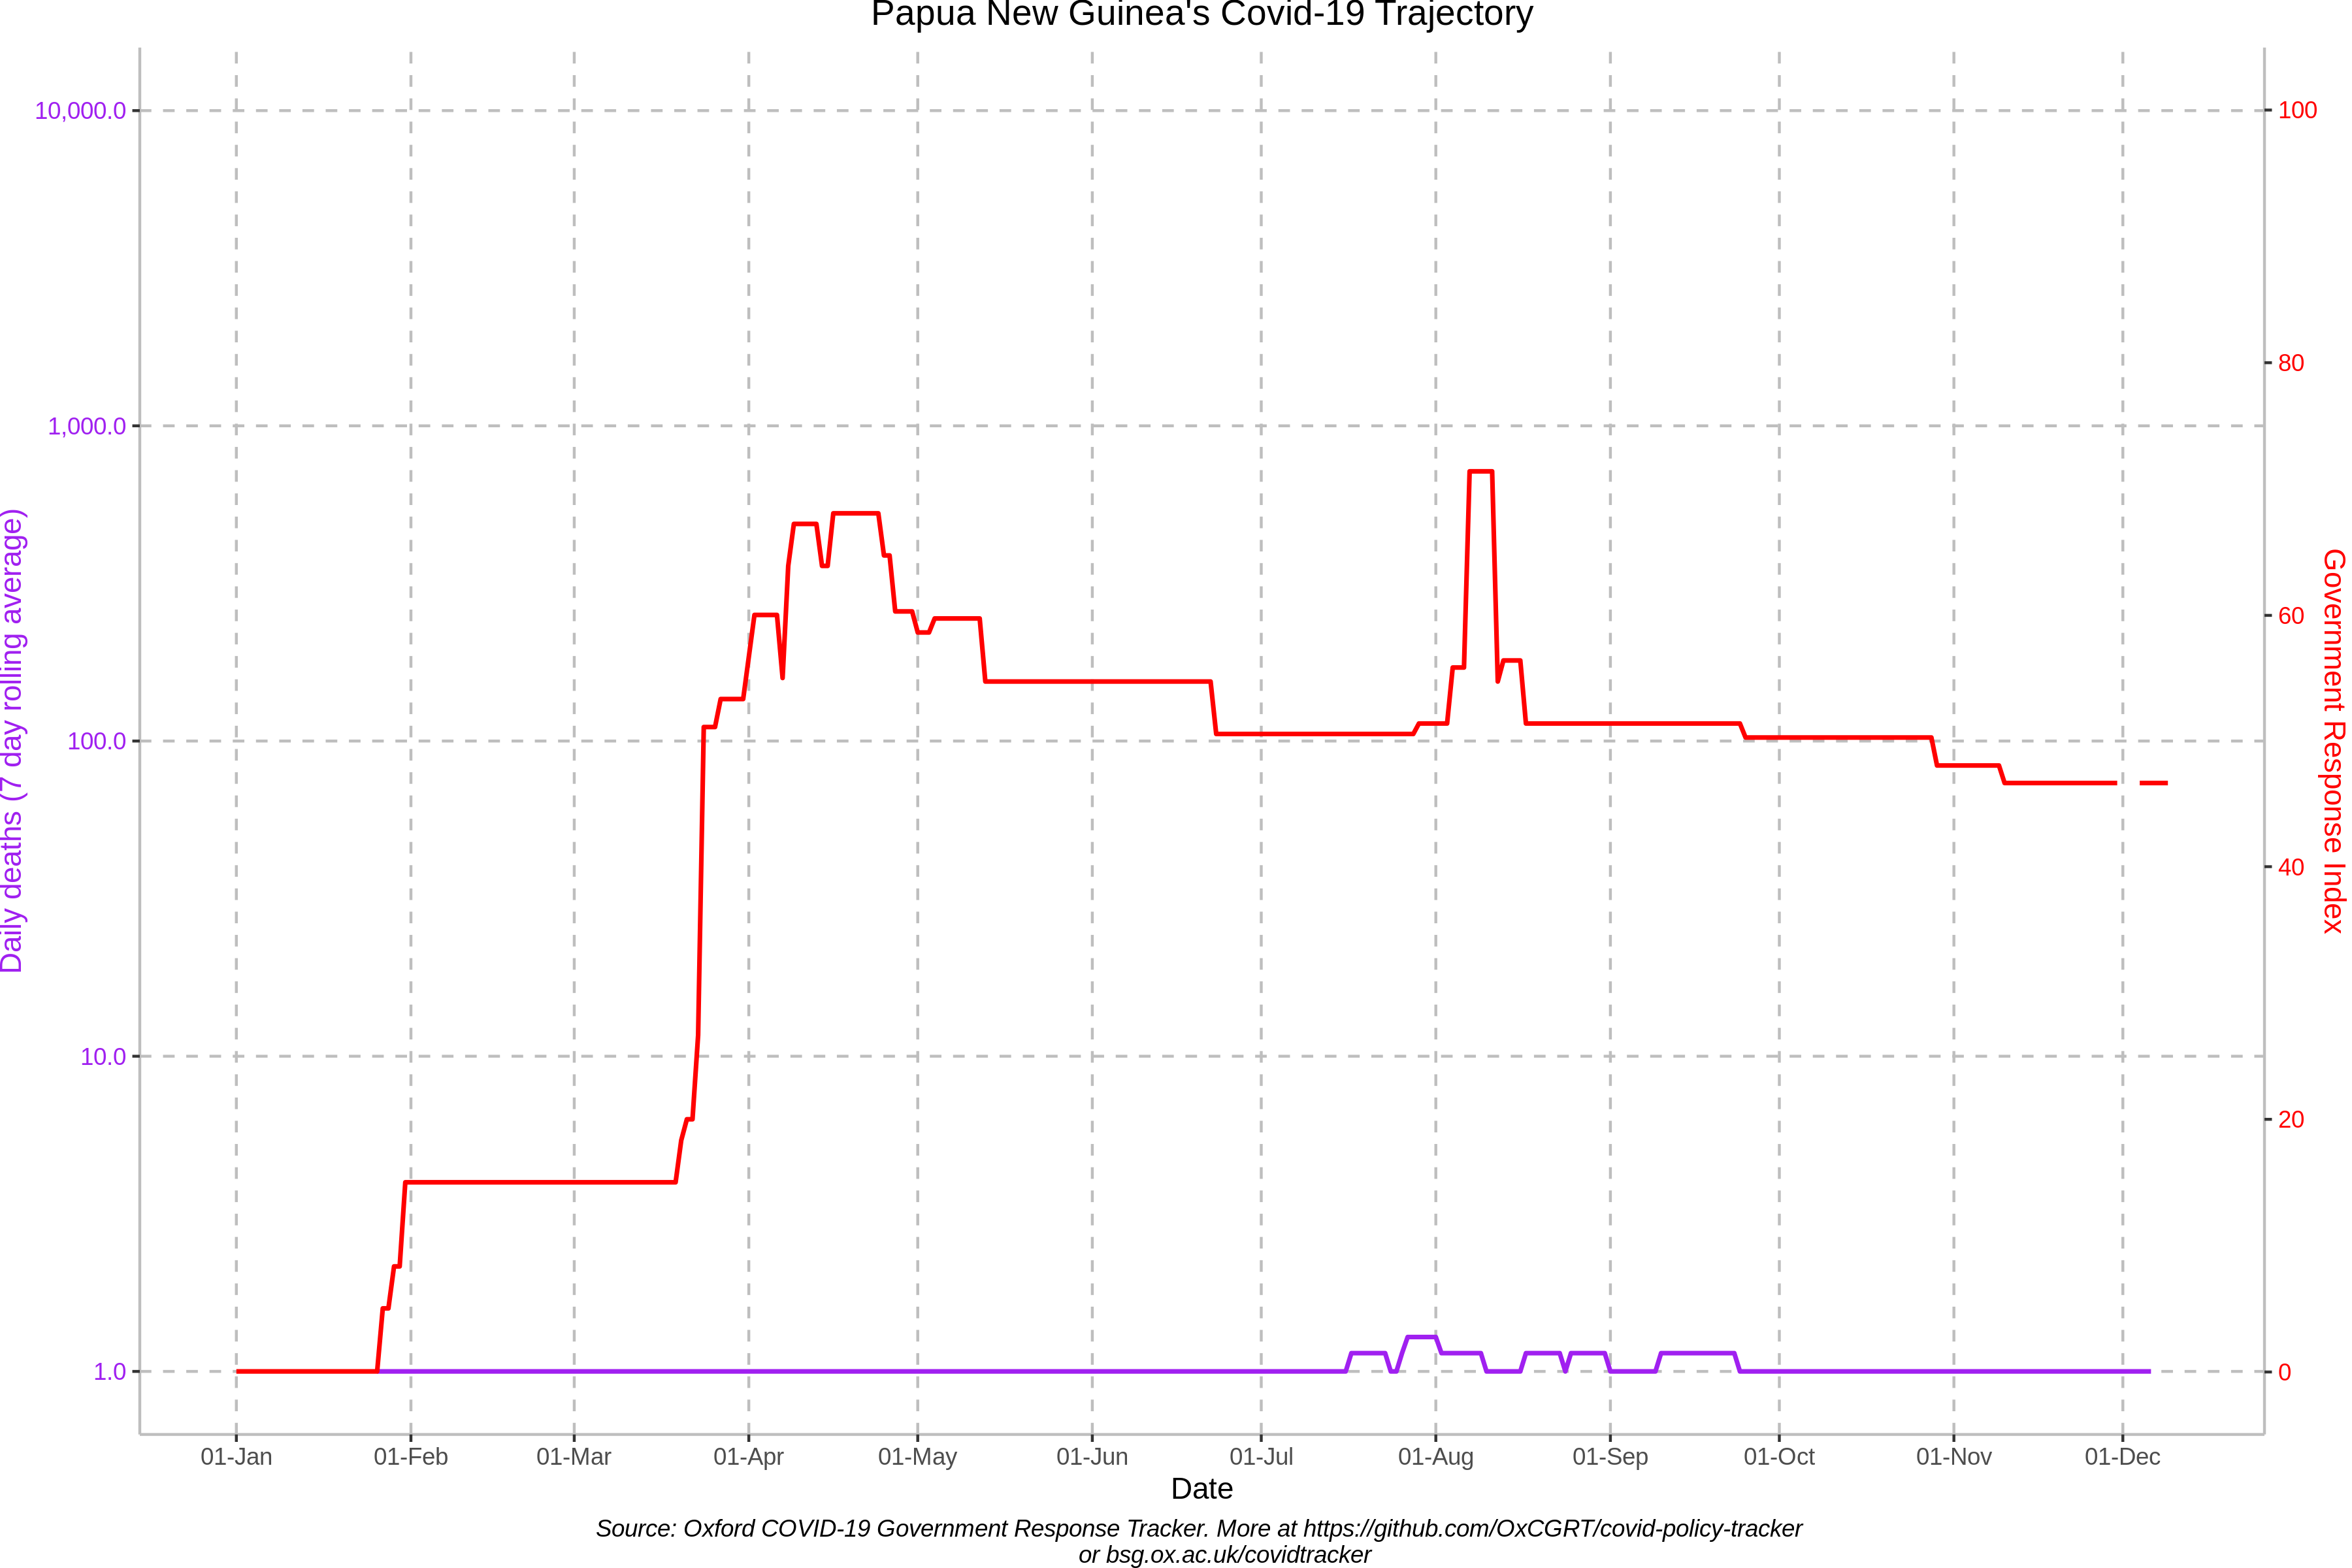 Papua New Guinea's Covid-19 Trajectory
Daily deaths (7 day rolling average)
10,000.0
1,000.0
100.0
10.0
1.0
100
80
60
40
20
0
Government Response Index
01-Jan
01-Feb
01-Mar
01-Apr
01-May
01-Jun
01-Jul
01-Aug
01-Sep
01-Oct
01-Nov
01-Dec
Date
Source: Oxford COVID-19 Government Response Tracker. More at https://github.com/OxCGRT/covid-policy-tracker
or bsg.ox.ac.uk/covidtracker